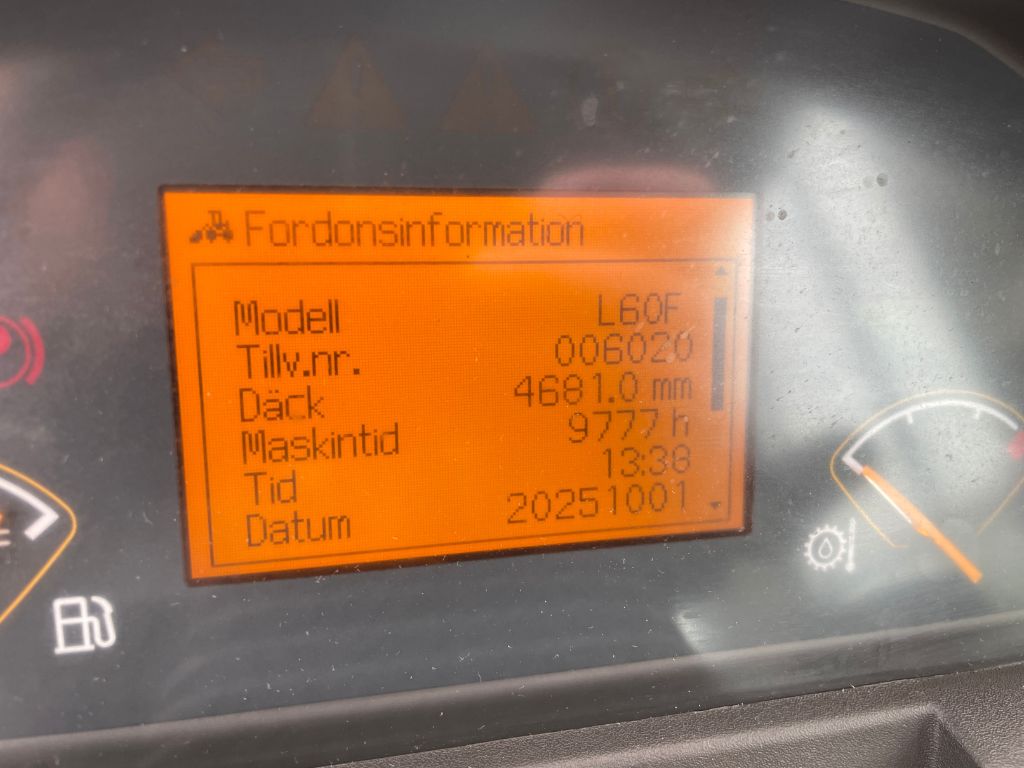 Fordonsinformation
Modell L60F
Tillv.nr. 006020
Däck 4681.0 mm
Maskintid 9777 h
Tid 13:38
Datum 20251001